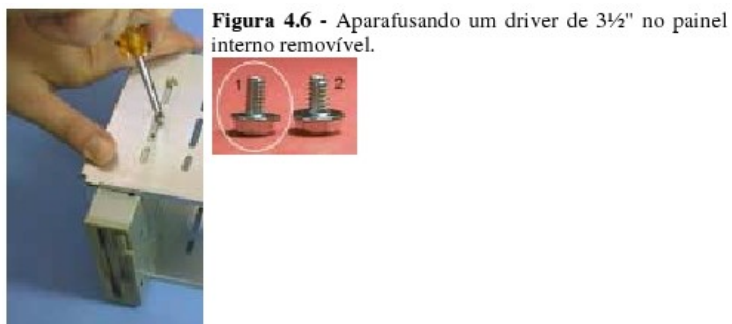 Figura 4.6 - Aparafusando um driver de 3½" no painel
interno removível.
1
2